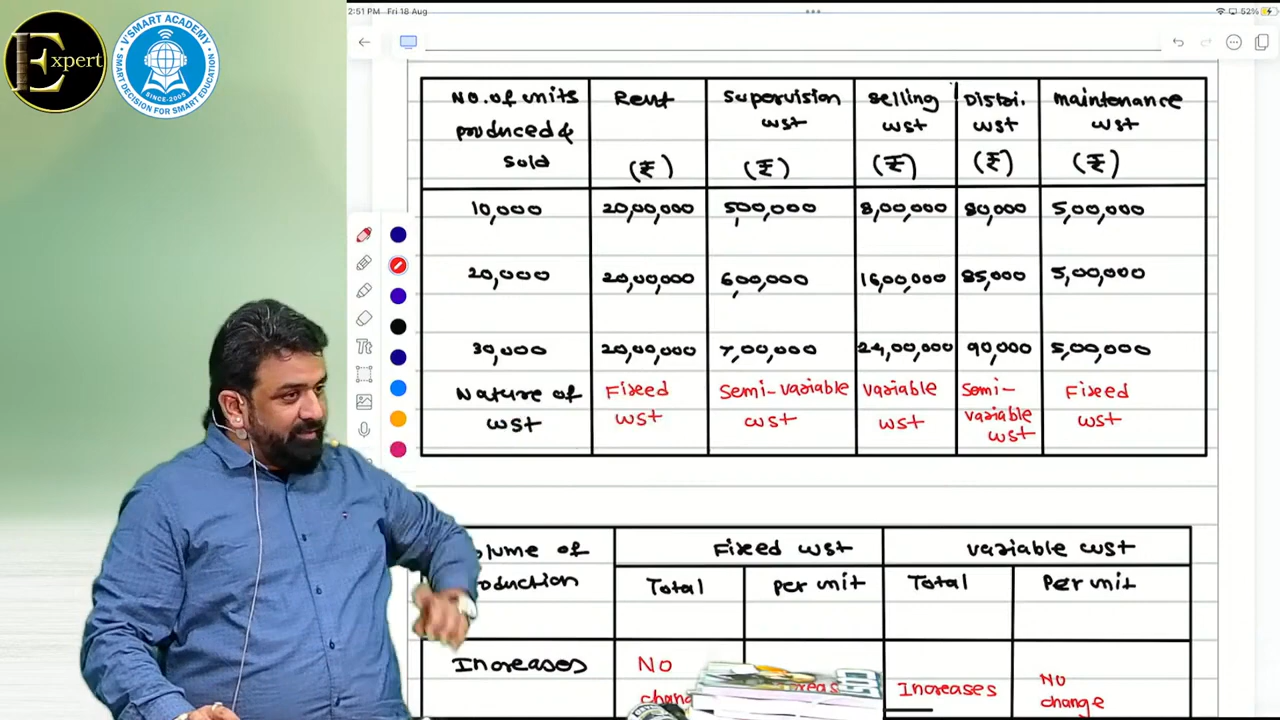 2:51 PM Fri 18 Aug
52%
Expert
V'SMART ACADEMY
SINCE-2005
SMART DECISION FOR SMART EDUCATION
No. of units produced & sold
Rent (₹)
Supervision cost (₹)
Selling cost (₹)
Distri. cost (₹)
maintenance cost (₹)
10,000 20,00,000 500,000 8,00,000 80,000 5,00,000
20,000 20,00,000 600,000 16,00,000 85,000 5,00,000
30,000 20,00,000 7,00,000 24,00,000 90,000 5,00,000
Nature of cost
Fixed cost
Semi-variable cost
Variable cost
Semi-variable cost
Fixed cost
Fixed cost variable cost
Total per unit Total Per unit
Increases No Increases No change